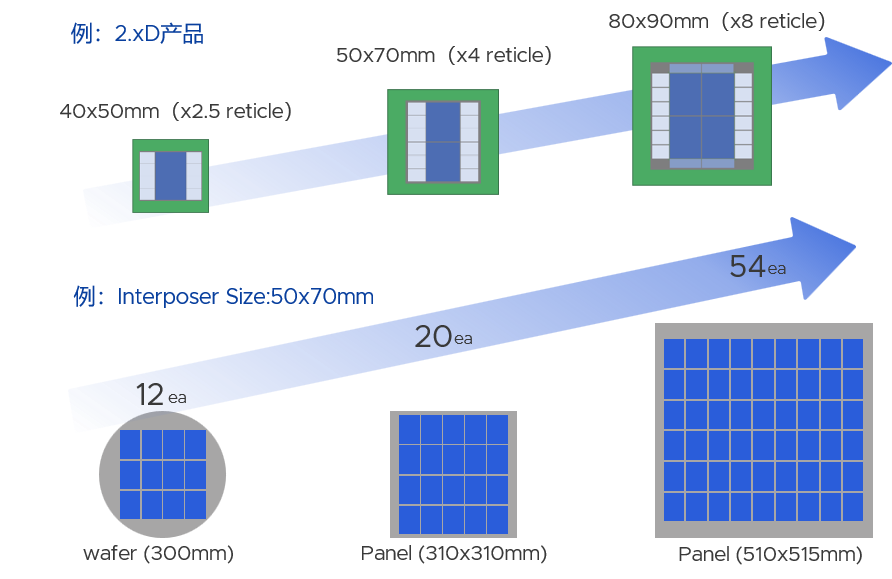 例：2.xD产品
80x90mm（x8 reticle）
50x70mm（x4 reticle）
40x50mm（x2.5 reticle）
例：Interposer Size:50x70mm
54ea
20ea
12ea
wafer (300mm)
Panel (310x310mm)
Panel (510x515mm)